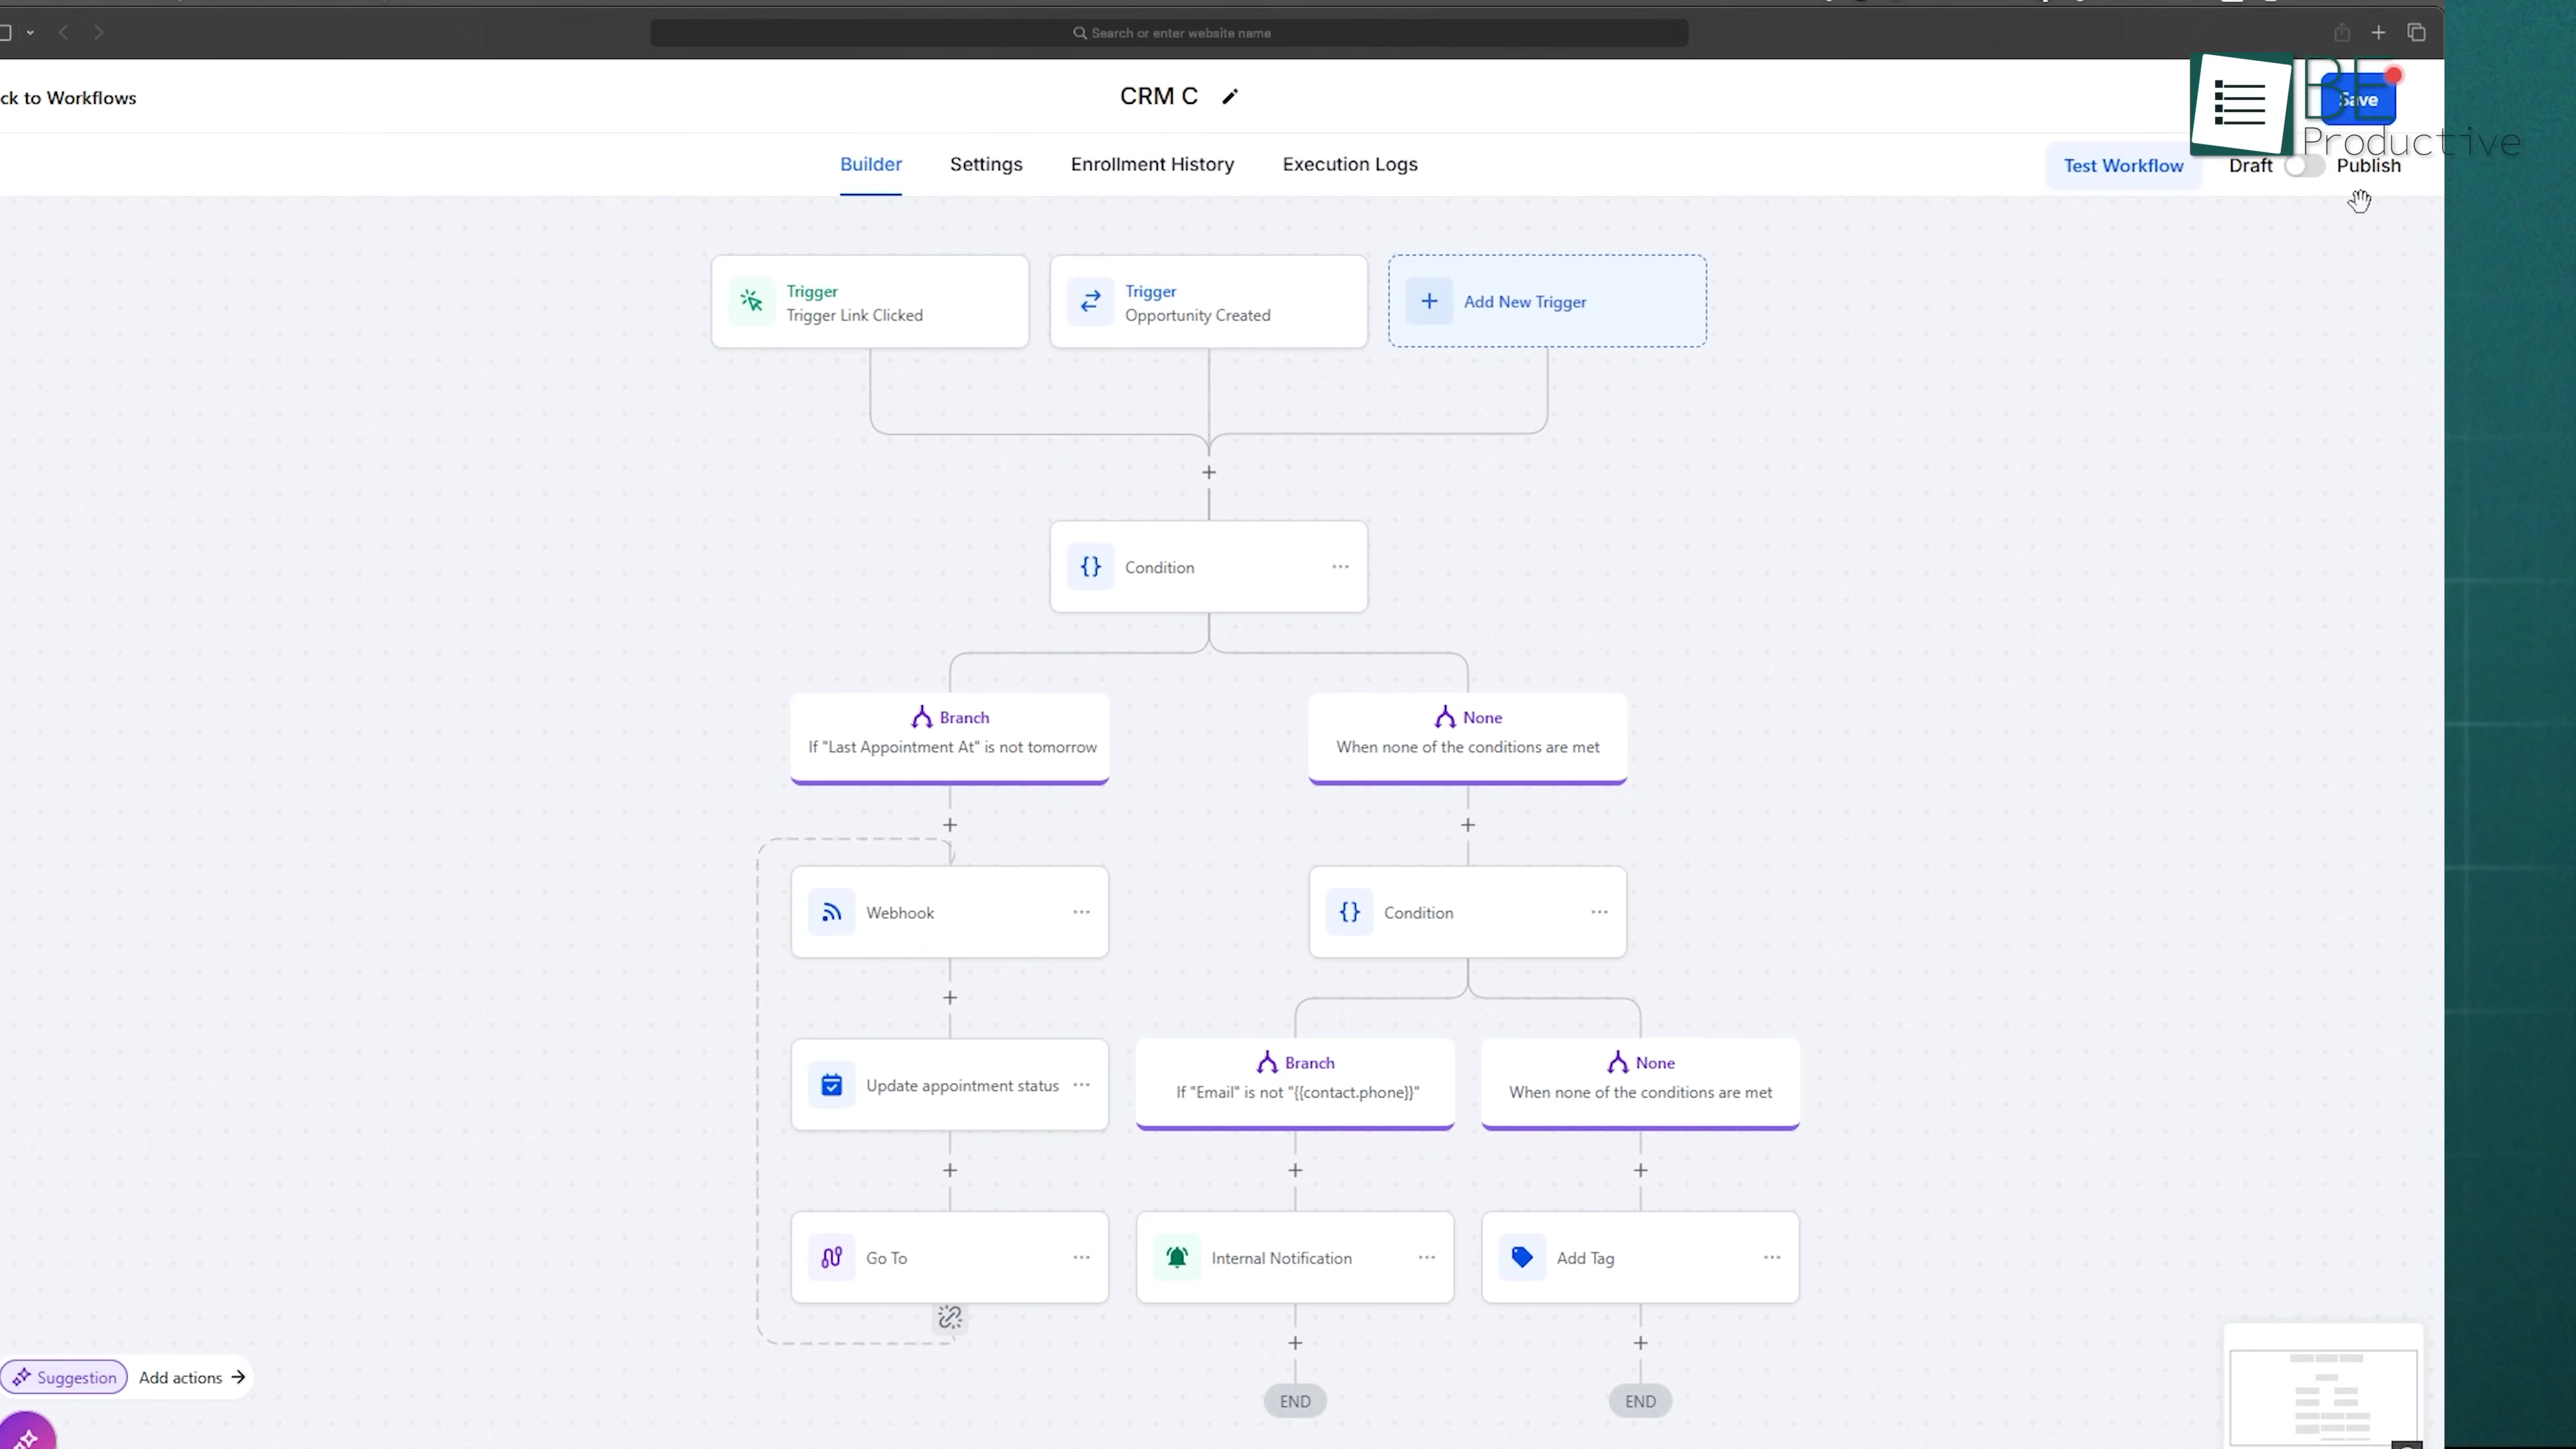 Search or enter website name
ck to Workflows
CRM C
Save
BE
Productive
Builder
Settings
Enrollment History
Execution Logs
Test Workflow
Draft
Publish
Trigger
Trigger Link Clicked
Trigger
Opportunity Created
Add New Trigger
Condition
Branch
If "Last Appointment At" is not tomorrow
None
When none of the conditions are met
Webhook
Condition
Update appointment status
Branch
If "Email" is not "{{contact.phone}}"
None
When none of the conditions are met
Go To
Internal Notification
Add Tag
Suggestion
Add actions
END
END